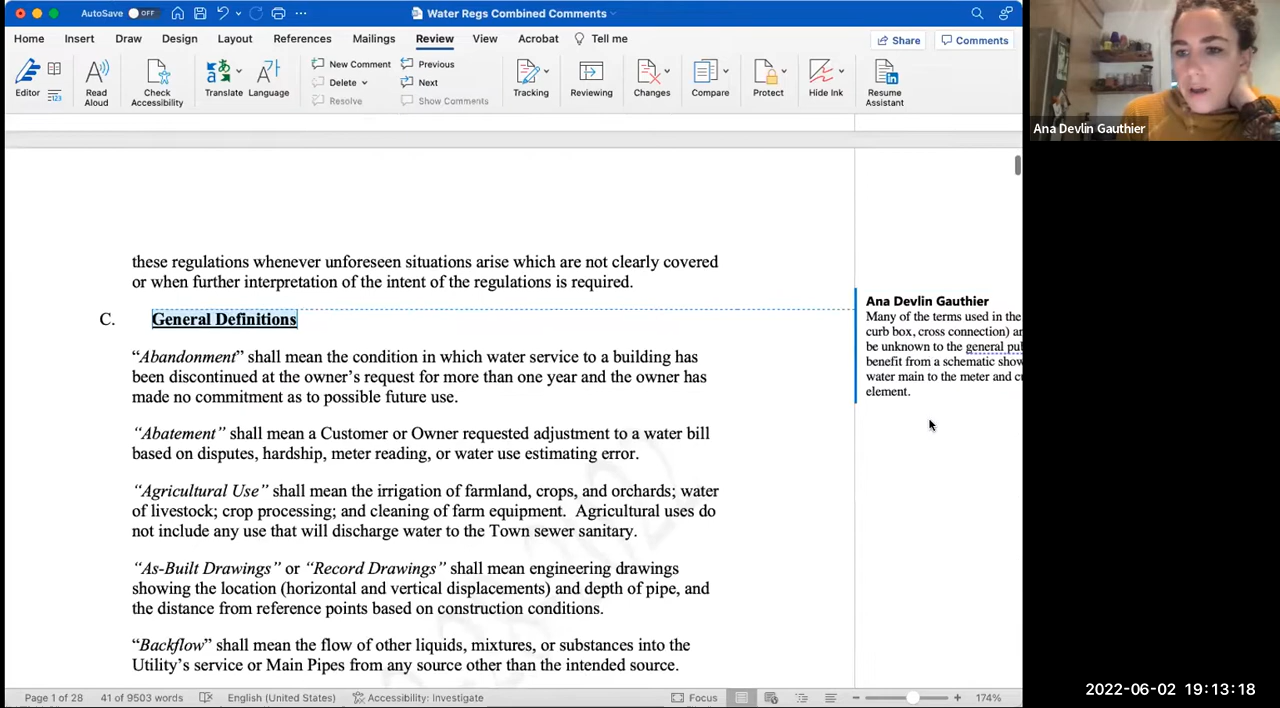 AutoSave OFF
Water Regs Combined Comments
Home Insert Draw Design Layout References Mailings Review View Acrobat Tell me
Share Comments
Editor
Read Aloud
Check Accessibility
Translate Language
New Comment
Delete
Resolve
Previous
Next
Show Comments
Tracking
Reviewing
Changes
Compare
Protect
Hide Ink
Resume Assistant
Ana Devlin Gauthier
these regulations whenever unforeseen situations arise which are not clearly covered
or when further interpretation of the intent of the regulations is required.
C. General Definitions
“Abandonment” shall mean the condition in which water service to a building has
been discontinued at the owner’s request for more than one year and the owner has
made no commitment as to possible future use.
“Abatement” shall mean a Customer or Owner requested adjustment to a water bill
based on disputes, hardship, meter reading, or water use estimating error.
“Agricultural Use” shall mean the irrigation of farmland, crops, and orchards; water
of livestock; crop processing; and cleaning of farm equipment. Agricultural uses do
not include any use that will discharge water to the Town sewer sanitary.
“As-Built Drawings” or “Record Drawings” shall mean engineering drawings
showing the location (horizontal and vertical displacements) and depth of pipe, and
the distance from reference points based on construction conditions.
“Backflow” shall mean the flow of other liquids, mixtures, or substances into the
Utility’s service or Main Pipes from any source other than the intended source.
Ana Devlin Gauthier
Many of the terms used in the
curb box, cross connection)
be unknown to the general
benefit from a schematic
water main to the meter and
element.
Page 1 of 28 41 of 9503 words English (United States) Accessibility: Investigate Focus 174%
2022-06-02 19:13:18